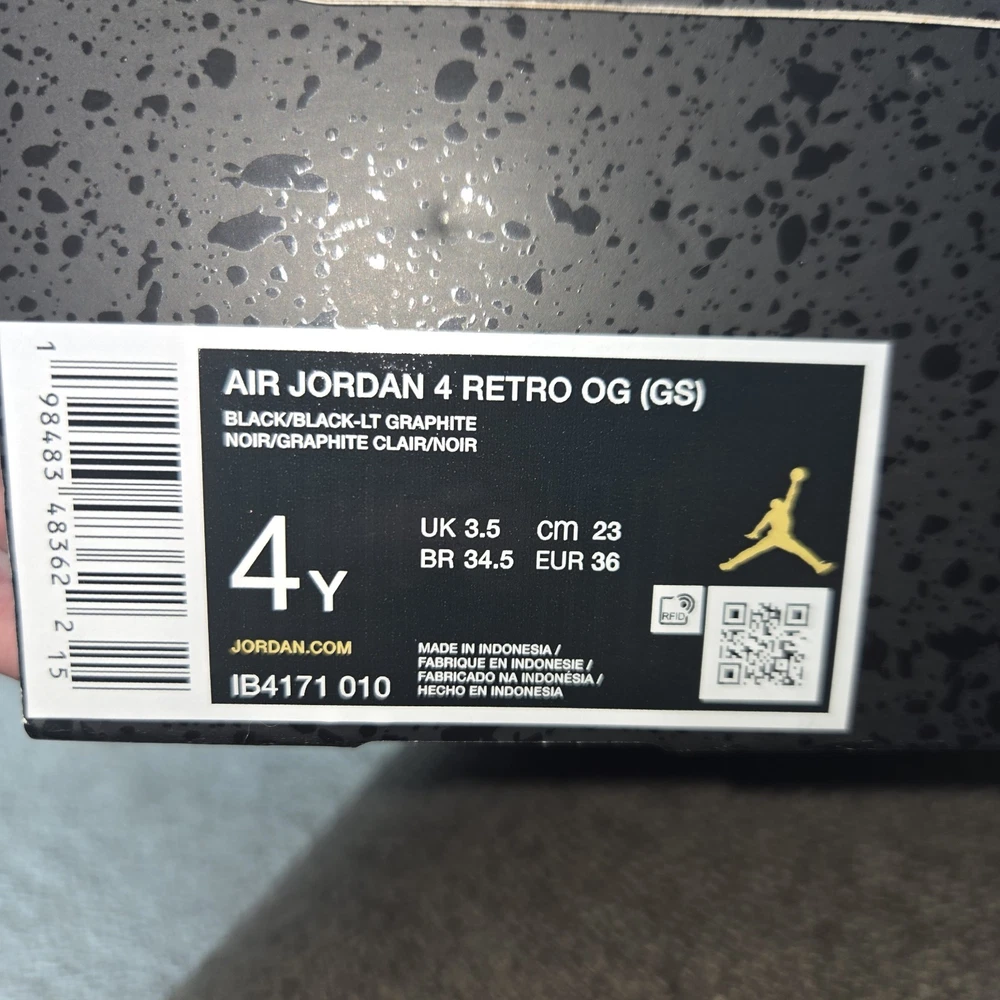 AIR JORDAN 4 RETRO OG (GS)
BLACK/BLACK-LT GRAPHITE
NOIR/GRAPHITE CLAIR/NOIR
4Y
UK 3.5 cm 23
BR 34.5 EUR 36
RFID
JORDAN.COM
IB4171 010
MADE IN INDONESIA /
FABRIQUE EN INDONESIE /
FABRICADO NA INDONÉSIA /
HECHO EN INDONESIA
1 98483 48362 2 15